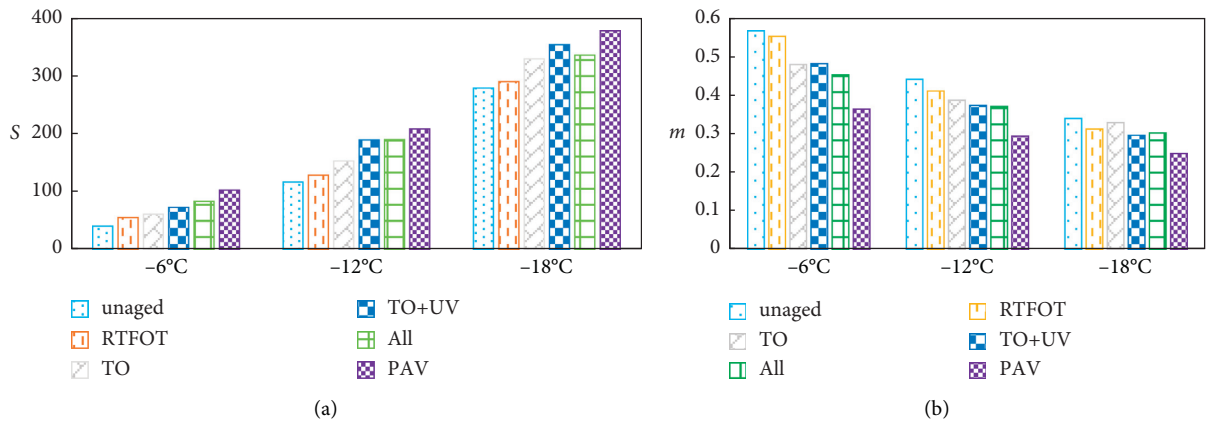 400
300
200
100
0
S
–6°C
–12°C
–18°C
unaged
RTFOT
TO
TO+UV
All
PAV
(a)
0.6
0.5
0.4
0.3
0.2
0.1
0
m
–6°C
–12°C
–18°C
unaged
TO
All
RTFOT
TO+UV
PAV
(b)